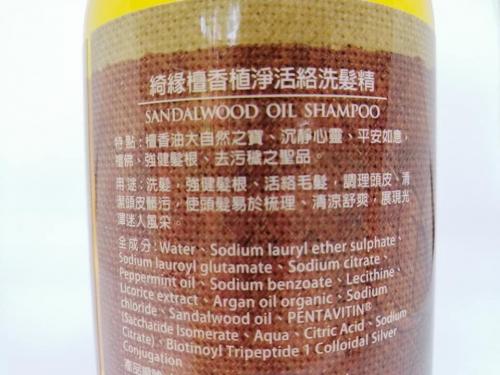 綺緣檀香植淨活絡洗髮精
SANDALWOOD OIL SHAMPOO
特點:檀香油大自然之寶、沉靜心靈、平安如意,
禮佛、強健髮根、去污穢之聖品。
用途:洗髮,強健髮根、活絡毛髮,調理頭皮、清
潔頭皮髒污,使頭髮易於梳理、清涼舒爽,展現光
澤迷人風采。
全成分:Water、Sodium lauryl ether sulphate、
Sodium lauroyl glutamate、Sodium citrate、
Peppermint oil、Sodium benzoate、Lecithine、
Licorice extract、Argan oil organic、Sodium
chloride、Sandalwood oil、PENTAVITIN®
(Saccharide Isomerate、Aqua、Citric Acid、Sodium
Citrate)、Biotinoyl Tripeptide 1 Colloidal Silver
Conjugation